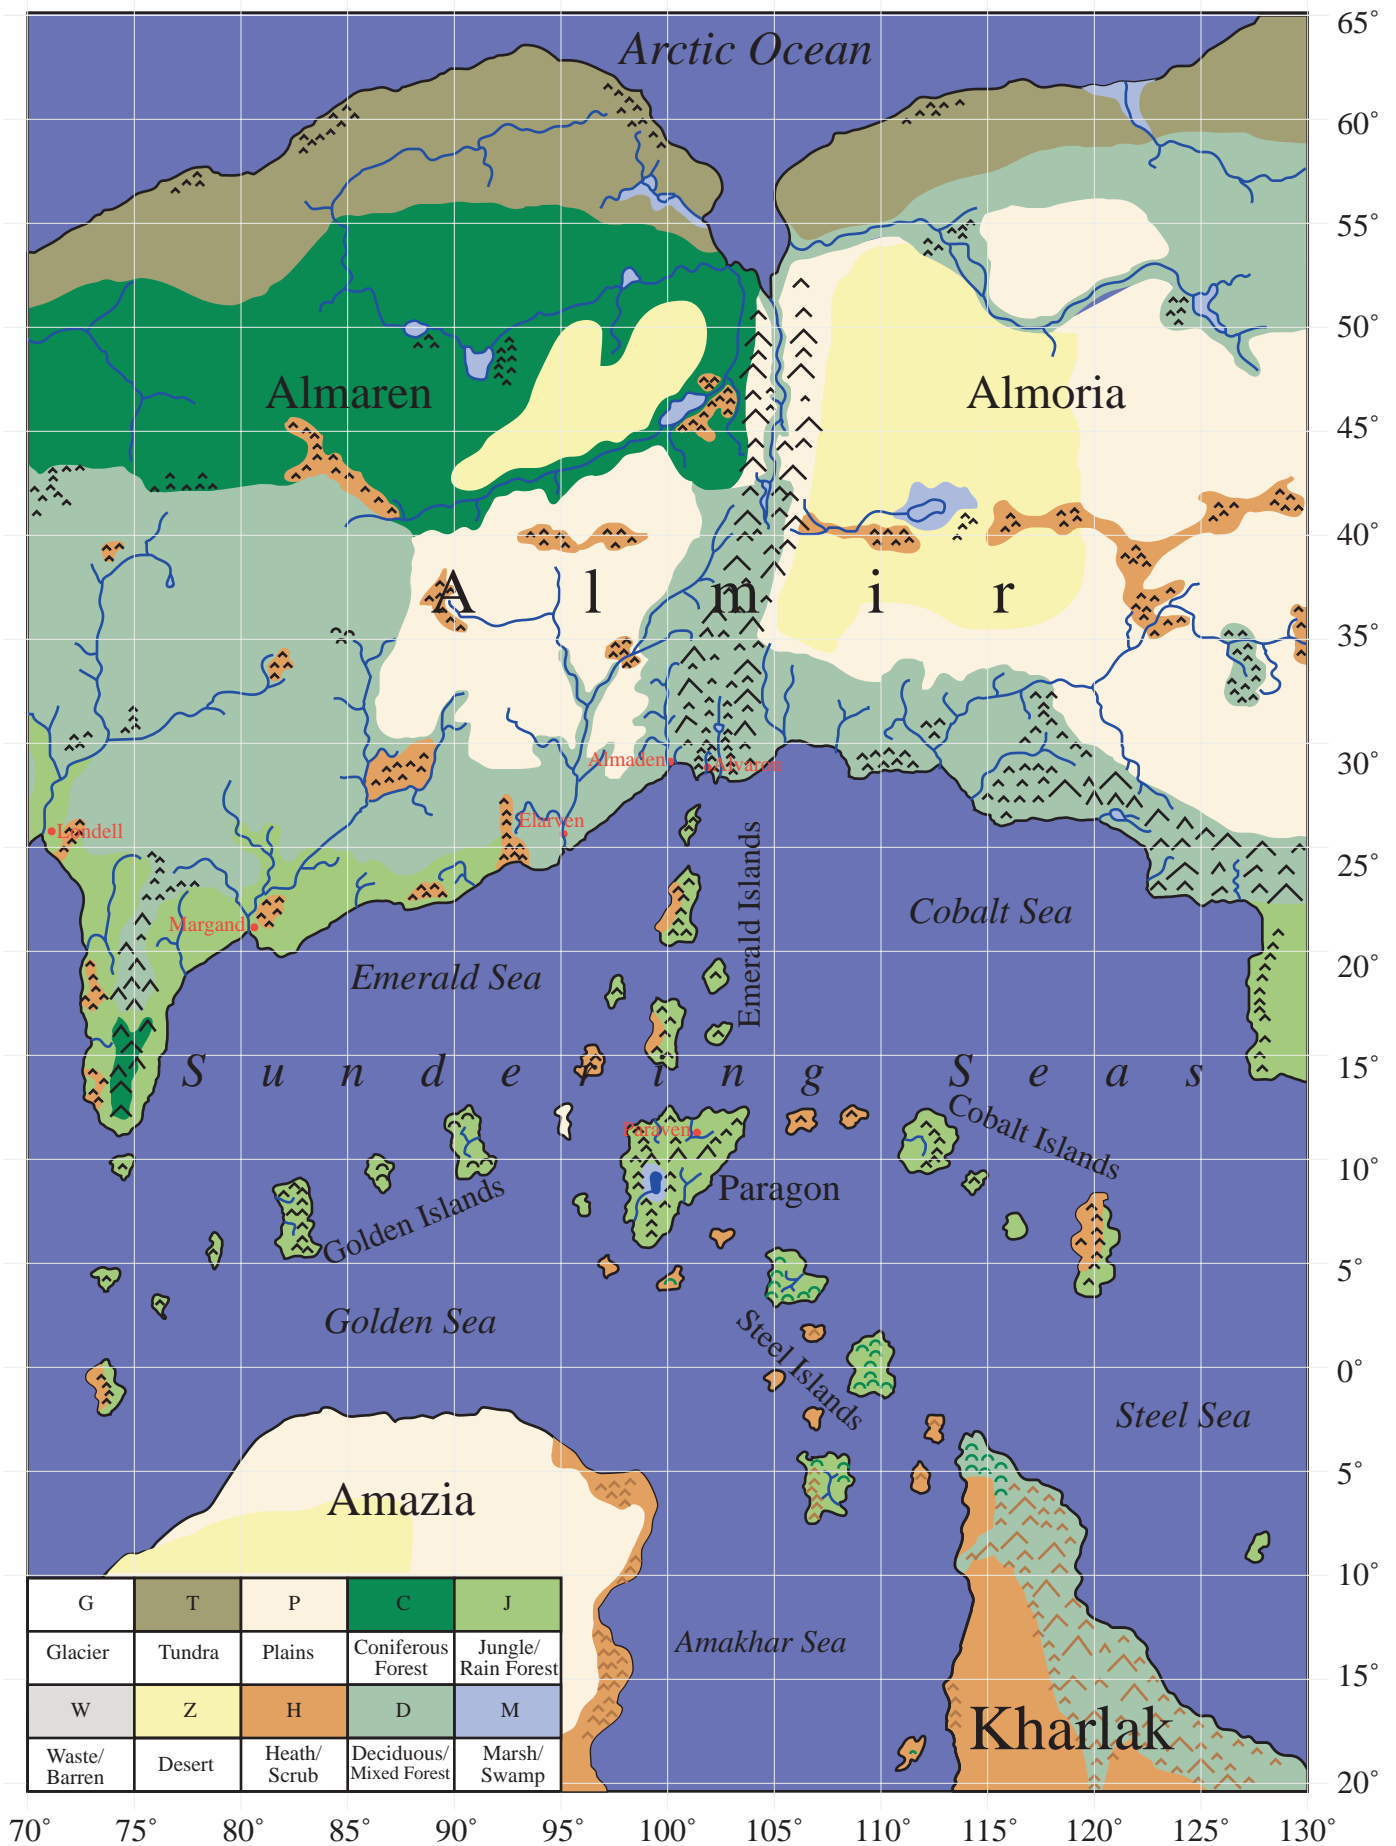 Arctic Ocean
65°
60°
55°
50°
Almaren
Almoria
45°
40°
A l m i r
35°
Almaden
Alvaron
30°
Londell
Elarven
25°
Margand
Emerald Islands
Cobalt Sea
Emerald Sea
20°
S u n d e r i n g S e a s
15°
Paraven
Cobalt Islands
10°
Paragon
Golden Islands
5°
Golden Sea
Steel Islands
0°
Steel Sea
5°
Amazia
10°
G T P C J
Glacier
Tundra
Plains
Coniferous
Forest
Jungle/
Rain Forest
Amakhar Sea
15°
W Z H D M
Kharlak
Waste/
Barren
Desert
Heath/
Scrub
Deciduous/
Mixed Forest
Marsh/
Swamp
20°
70° 75° 80° 85° 90° 95° 100° 105° 110° 115° 120° 125° 130°